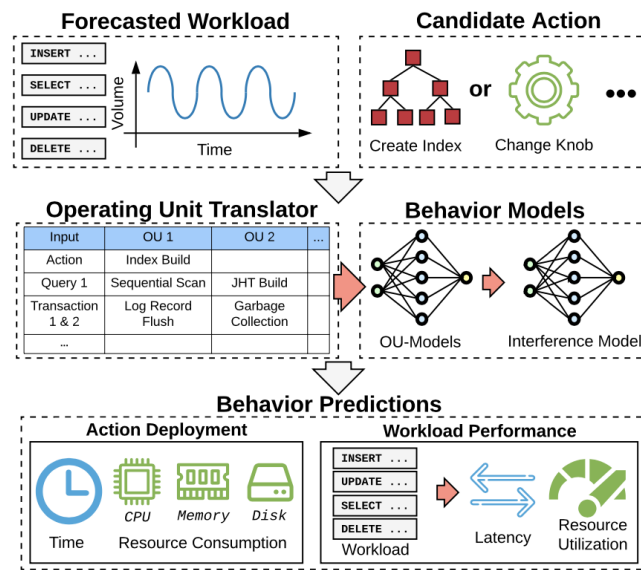 Forecasted Workload
INSERT ...
SELECT ...
UPDATE ...
DELETE ...
Volume
Time
Candidate Action
or
Create Index
Change Knob
Operating Unit Translator
Input OU 1 OU 2 ...
Action Index Build
Query 1 Sequential Scan JHT Build
Transaction
1 & 2
Log Record
Flush
Garbage
Collection
...
Behavior Models
OU-Models
Interference Model
Behavior Predictions
Action Deployment
CPU Memory Disk
Time
Resource Consumption
Workload Performance
INSERT ...
UPDATE ...
SELECT ...
DELETE ...
Workload
Latency
Resource
Utilization